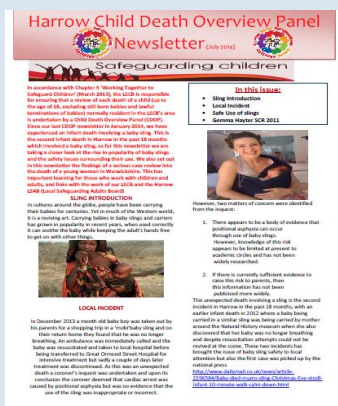 Harrow Child Death Overview Panel
Newsletter (July 2014)
Safeguarding children
In accordance with Chapter 5 'Working Together to
Safeguard Children' (March 2013), the LSCB is responsible
for ensuring that a review of each death of a child (up to
the age of 18, excluding still born babies and lawful
terminations of babies) normally resident in the LSCB's area
is undertaken by a Child Death Overview Panel (CDOP).
Since our last CDOP newsletter in January 2014, we have
experienced an infant death involving a baby sling. This is
the second infant death in Harrow in the past 18 months
which involved a baby sling, so for this newsletter we are
taking a closer look at the rise in popularity of baby slings
and the safety issues surrounding their use. We also set out
in this newsletter the findings of a serious case review into
the death of a young woman in Warwickshire. This has
important learning for those who work with children and
adults, and links with the work of our LSCB and the Harrow
LSAB (Local Safeguarding Adults Board)
SLING INTRODUCTION
In cultures around the globe, people have been carrying
their babies for centuries. Yet in much of the Western world,
it is a reviving art. Carrying babies in baby slings and carriers
has grown in popularity in recent years, when used correctly
it can soothe the baby while keeping the adult's hands free
to get on with other things.
LOCAL INCIDENT
In December 2013 a month old baby boy was taken out by
his parents for a shopping trip in a 'mobi'baby sling and on
their return home they found that he was no longer
breathing. An ambulance was immediately called and the
baby was resuscitated and taken to local hospital before
being transferred to Great Ormond Street Hospital for
intensive treatment but sadly a couple of days later
treatment was discontinued. As this was an unexpected
death a coroner's inquest was undertaken and upon its
conclusion the coroner deemed that cardiac arrest was
caused by positional asphyxia but was no evidence that the
use of the sling was inappropriate or incorrect.
In this issue:
Sling Introduction
Local Incident
Safe Use of slings
Gemma Hayter SCR 2011
However, two matters of concern were identified
from the inquest:
1. There appears to be a body of evidence that
positional asphyxia can occur
through use of baby slings.
However, knowledge of this risk
appears to be limited at present to
academic circles and has not been
widely researched.
2. If there is currently sufficient evidence to
raise this risk to parents, then
this information has not been
publicised more widely.
This unexpected death involving a sling is the second
incident in Harrow in the past 18 months, with an
earlier infant death in 2012 where a baby being
carried in a similar sling was being carried by mother
around the Natural History museum when she also
discovered that her baby was no longer breathing
and despite resuscitation attempts could not be
revived at the scene. These two incidents has
brought the issue of baby sling safety to local
attention but also the first case was picked up by the
national press
http://www.dailymail.co.uk/news/article-
2596584/Baby-died-mums-sling-Christmas-Eve-stroll-
infant-10-minute-walk-calm-down.html